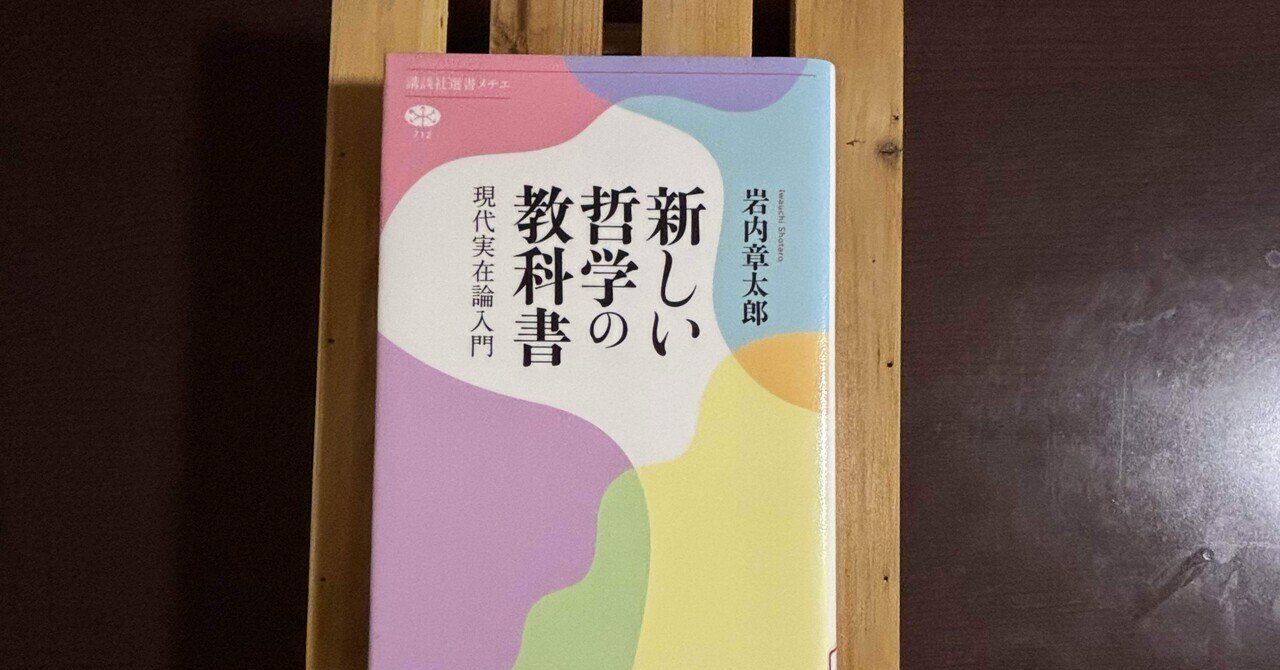 講談社選書メチエ
712
岩内章太郎
Iwauchi Shotaro
新しい
哲学の
教科書
現代実在論入門